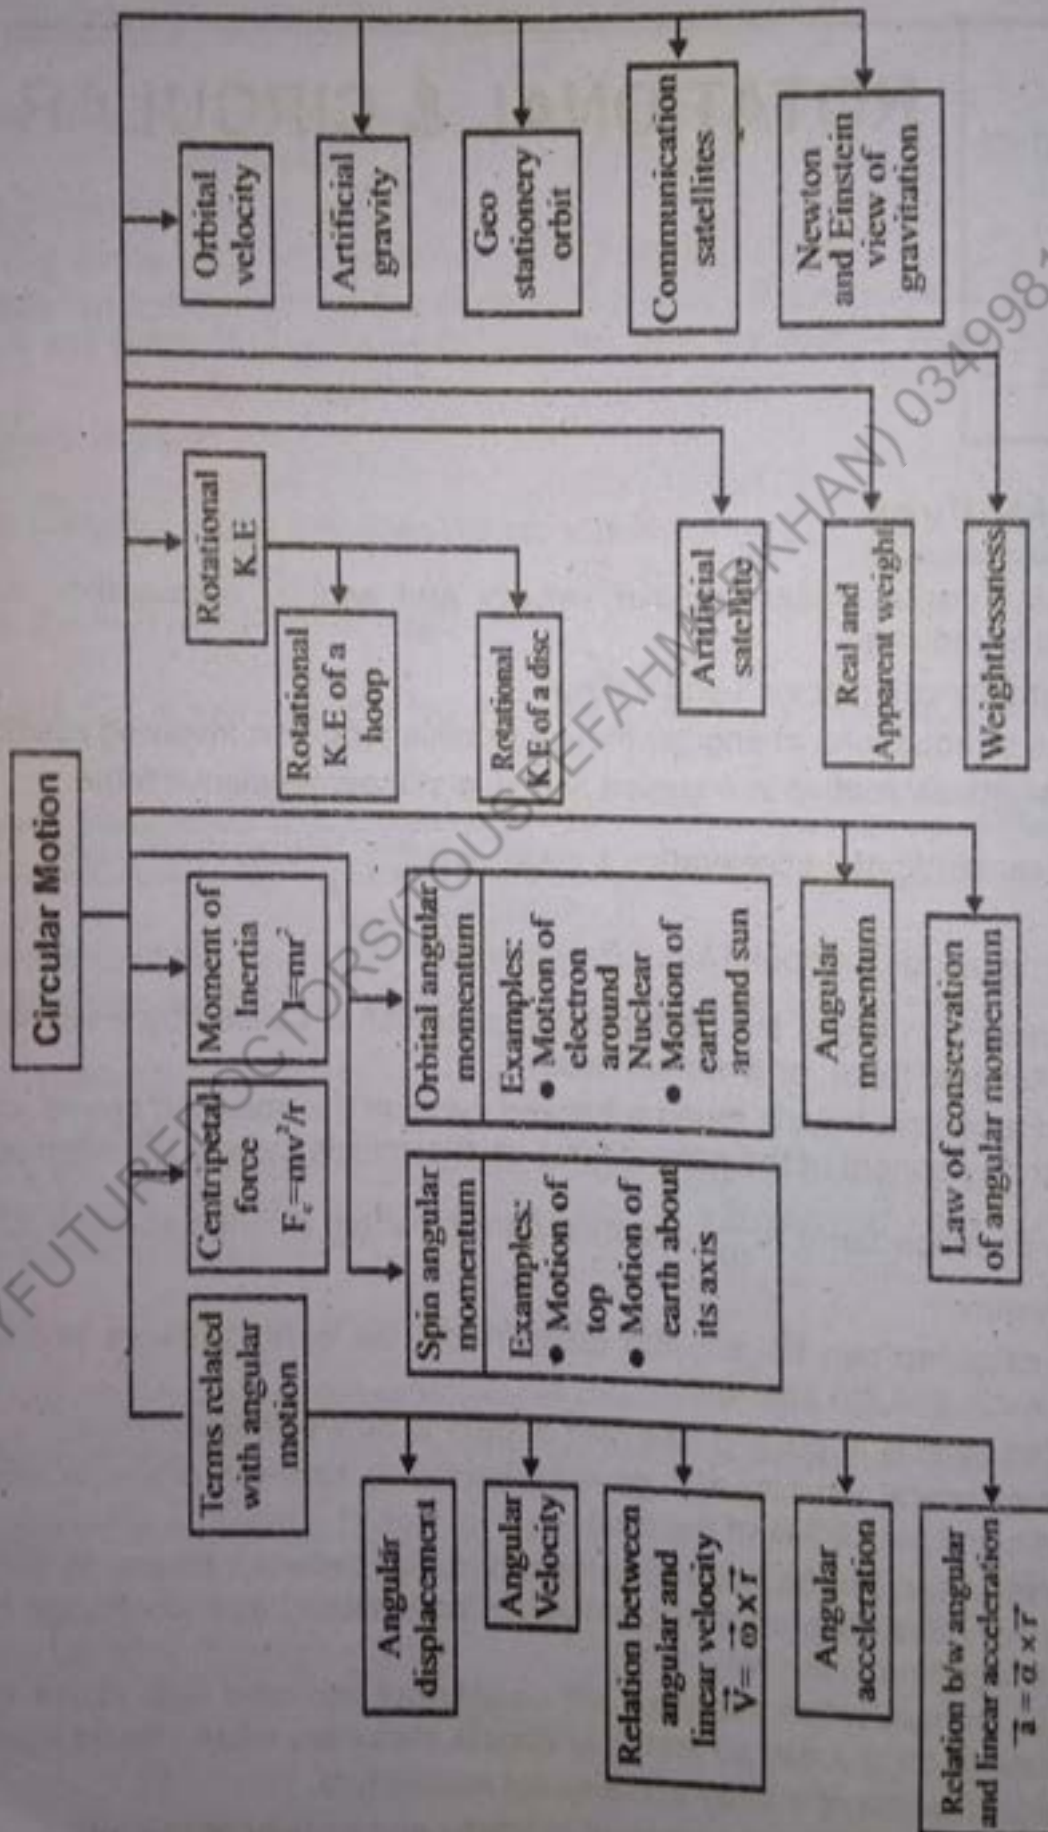 Circular Motion
Terms related
with angular
motion
Centripetal
force
F_c=mv²/r
Moment of
Inertia
I=mr²
Rotational
K.E
Orbital
velocity
Angular
displacement
Angular
Velocity
Relation between
angular and
linear velocity
V⃗= ω⃗ x r⃗
Angular
acceleration
Relation b/w angular
and linear acceleration
a⃗ = α⃗ × r⃗
Spin angular
momentum
Examples:
● Motion of
top
● Motion of
earth about
its axis
Orbital angular
momentum
Examples:
● Motion of
electron
around
Nuclear
● Motion of
earth
around sun
Angular
momentum
Law of conservation
of angular momentum
Rotational
K.E of a
hoop
Rotational
K.E of a disc
Artificial
satellite
Real and
Apparent weight
Weightlessness
Artificial
gravity
Geo
stationery
orbit
Communication
satellites
Newton
and Einstein
view of
gravitation